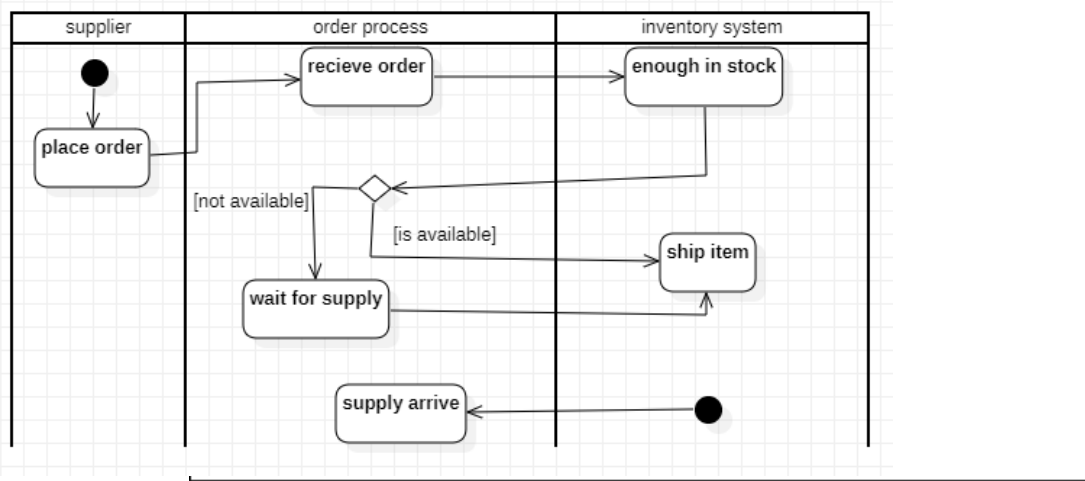 supplier
order process
inventory system
recieve order
enough in stock
place order
[not available]
[is available]
ship item
wait for supply
supply arrive